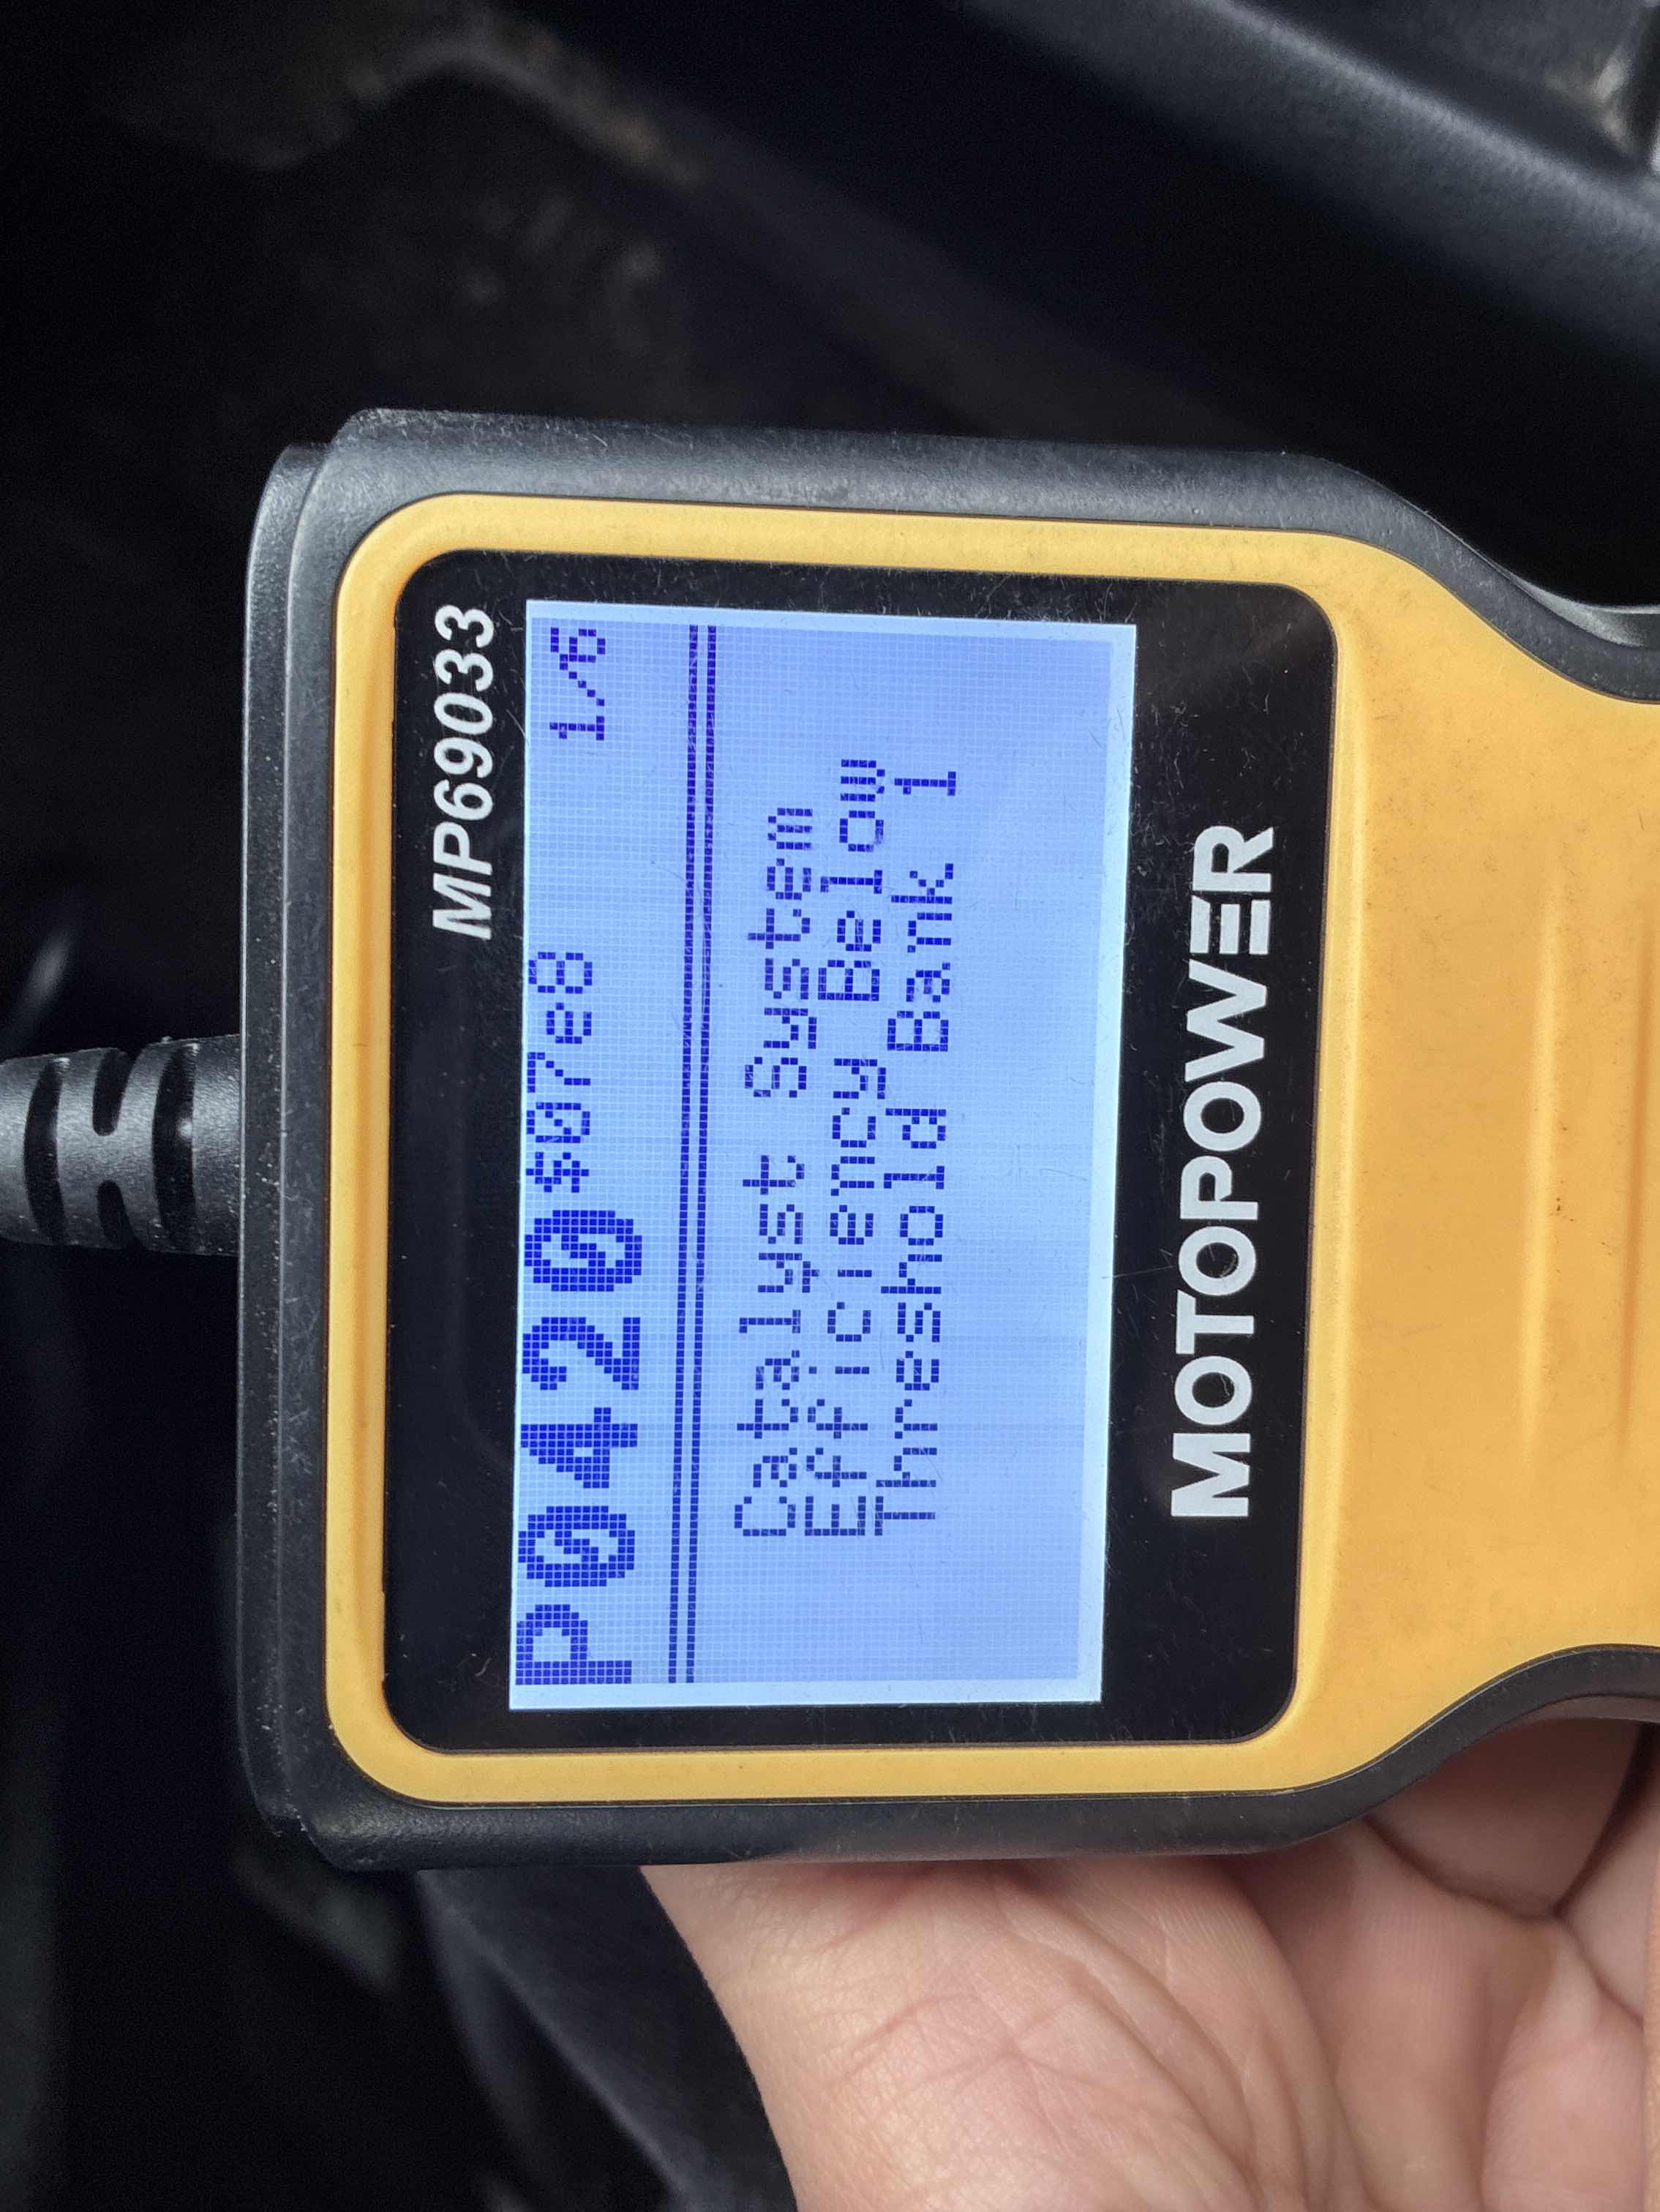 MP69033
P0420 $07e8 1/6
Catalyst System
Efficiency Below
Threshold Bank 1
MOTOPOWER